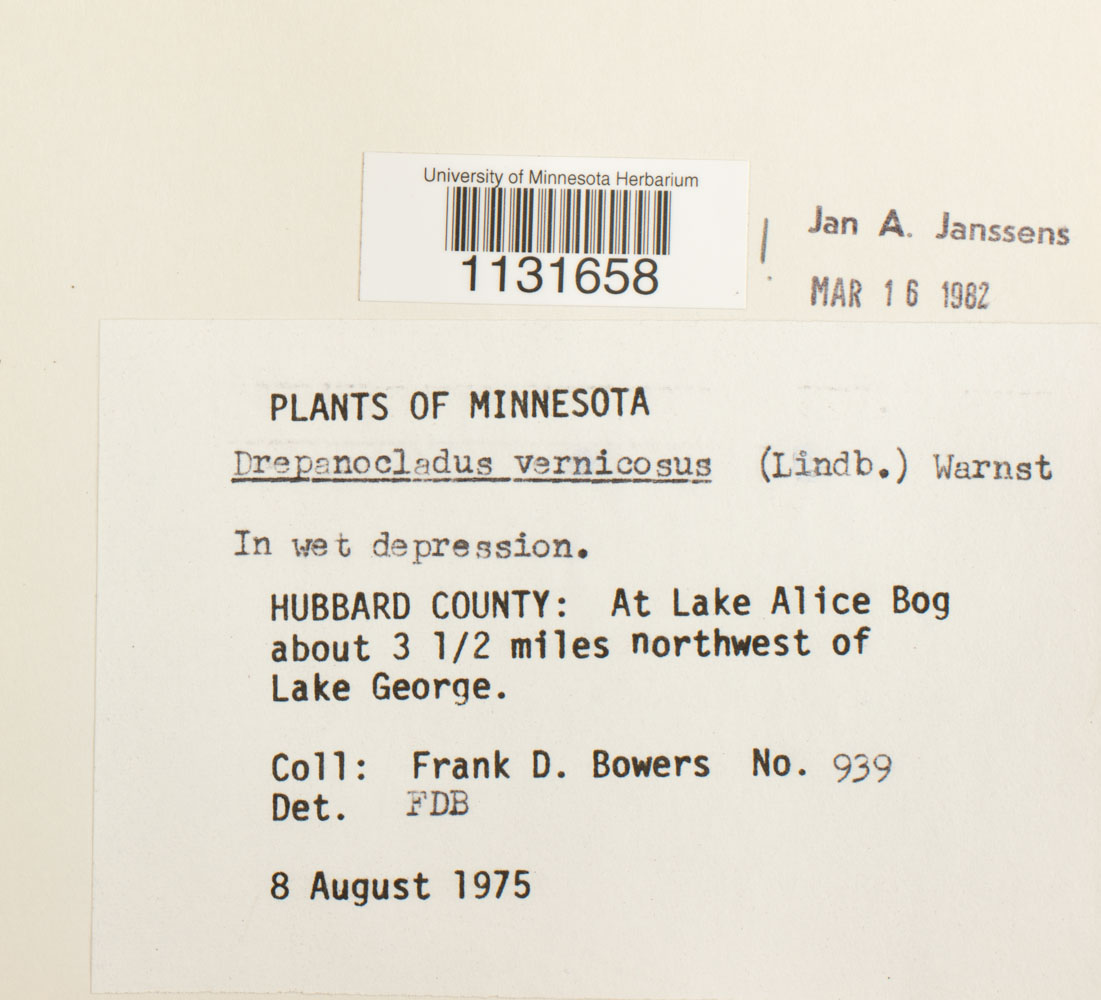 University of Minnesota Herbarium
1131658
Jan A. Janssens
MAR 16 1982
PLANTS OF MINNESOTA
Drepanocladus vernicosus (Lindb.) Warnst
In wet depression.
HUBBARD COUNTY: At Lake Alice Bog
about 3 1/2 miles northwest of
Lake George.
Coll: Frank D. Bowers No. 939
Det. FDB
8 August 1975